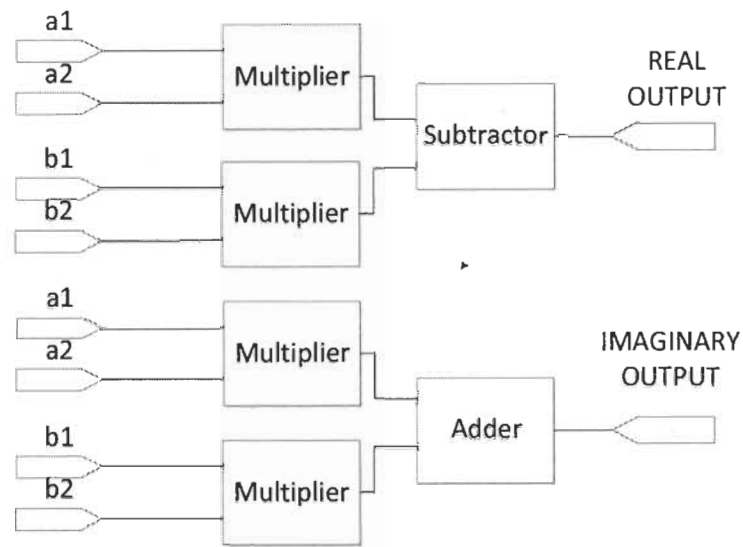 a1
a2
Multiplier
b1
b2
Multiplier
Subtractor
REAL
OUTPUT
a1
a2
Multiplier
b1
b2
Multiplier
Adder
IMAGINARY
OUTPUT